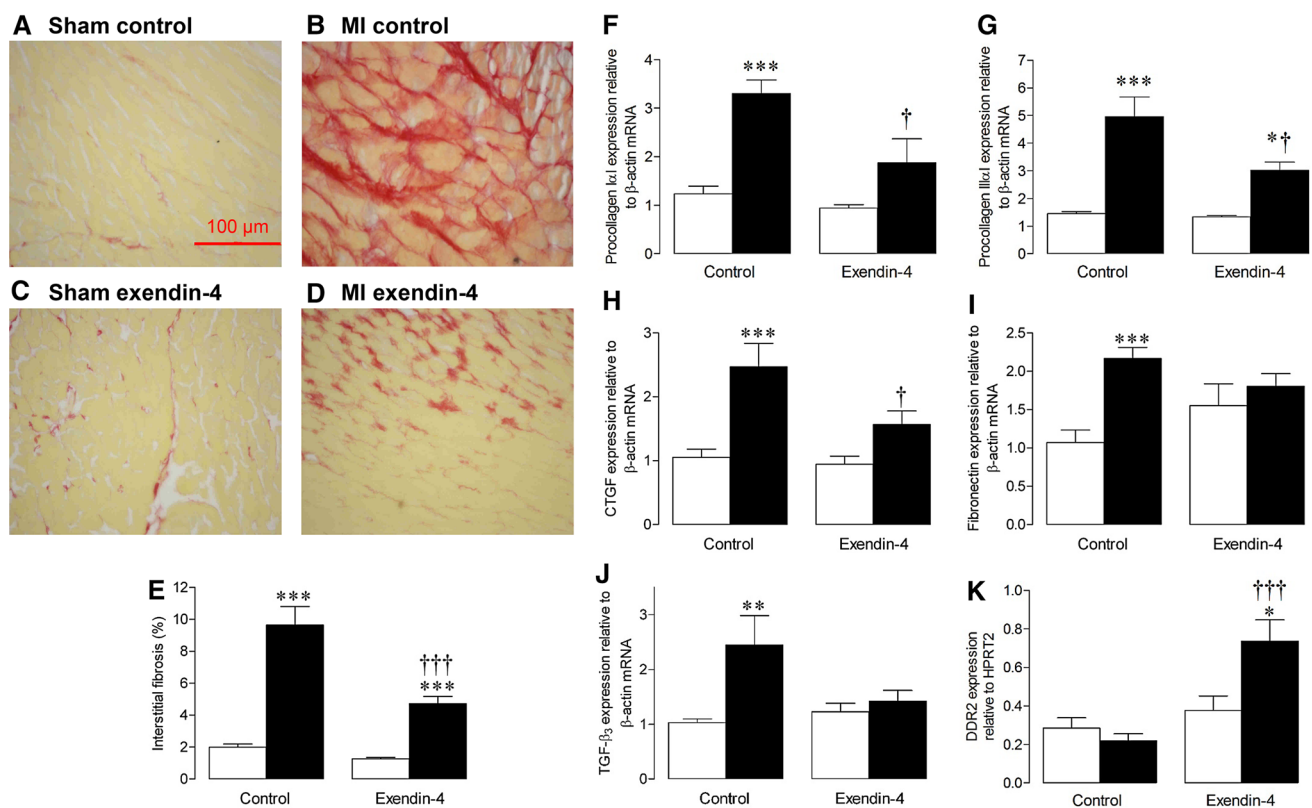 A Sham control
B MI control
100 µm
C Sham exendin-4
D MI exendin-4
E
Interstitial fibrosis (%)
12
10
8
6
4
2
0
***
†††
***
Control
Exendin-4
F
Procollagen IαI expression relative
to β-actin mRNA
4
3
2
1
0
***
†
Control
Exendin-4
G
Procollagen IIIαI expression relative
to β-actin mRNA
7
6
5
4
3
2
1
0
***
*†
Control
Exendin-4
H
CTGF expression relative to
β-actin mRNA
3
2
1
0
***
†
Control
Exendin-4
I
Fibronectin expression relative to
β-actin mRNA
2.5
2.0
1.5
1.0
0.5
0.0
***
Control
Exendin-4
J
TGF-β3 expression relative to
β-actin mRNA
3
2
1
0
**
Control
Exendin-4
K
DDR2 expression
relative to HPRT2
1.0
0.8
0.6
0.4
0.2
0.0
†††
*
Control
Exendin-4